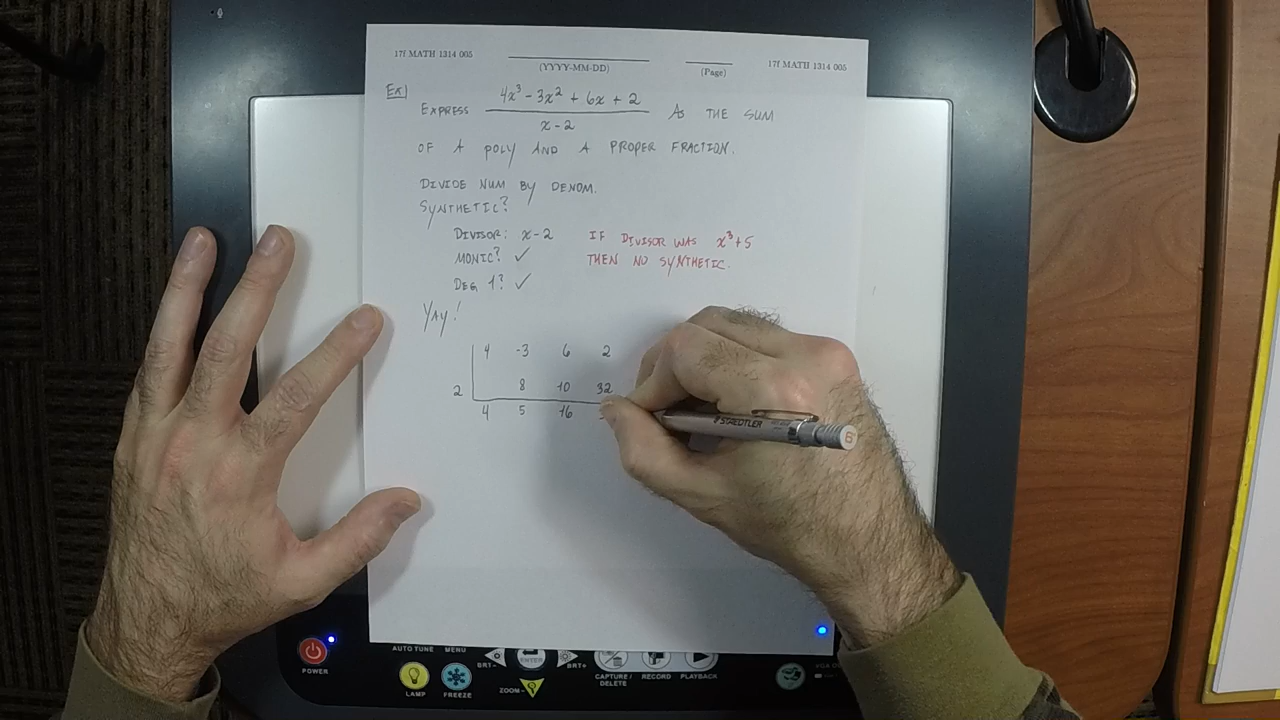 17f MATH 1314 005
(YYYY-MM-DD)
(Page)
17f MATH 1314 005
Ex
EXPRESS 4x³ - 3x² + 6x + 2 / x - 2 AS THE SUM
OF A POLY AND A PROPER FRACTION.
DIVIDE NUM BY DENOM.
SYNTHETIC?
DIVISOR: x - 2
MONIC? ✓
DEG 1? ✓
IF DIVISOR WAS x³+5
THEN NO SYNTHETIC.
YAY!
4 -3 6 2
2 8 10 32
4 5 16
STAEDTLER
POWER
AUTO TUNE MENU
LAMP
FREEZE
BRT-
ENTER
BRT+
ZOOM-
CAPTURE / DELETE
RECORD
PLAYBACK